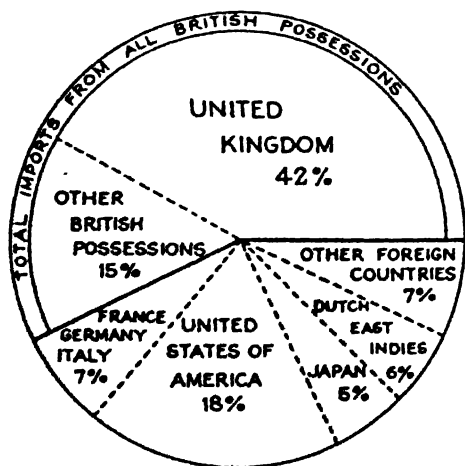 TOTAL IMPORTS FROM ALL BRITISH POSSESSIONS
UNITED
KINGDOM
42%
OTHER
BRITISH
POSSESSIONS
15%
OTHER FOREIGN
COUNTRIES
7%
DUTCH
EAST
INDIES
6%
JAPAN
5%
UNITED
STATES OF
AMERICA
18%
FRANCE
GERMANY
ITALY
7%